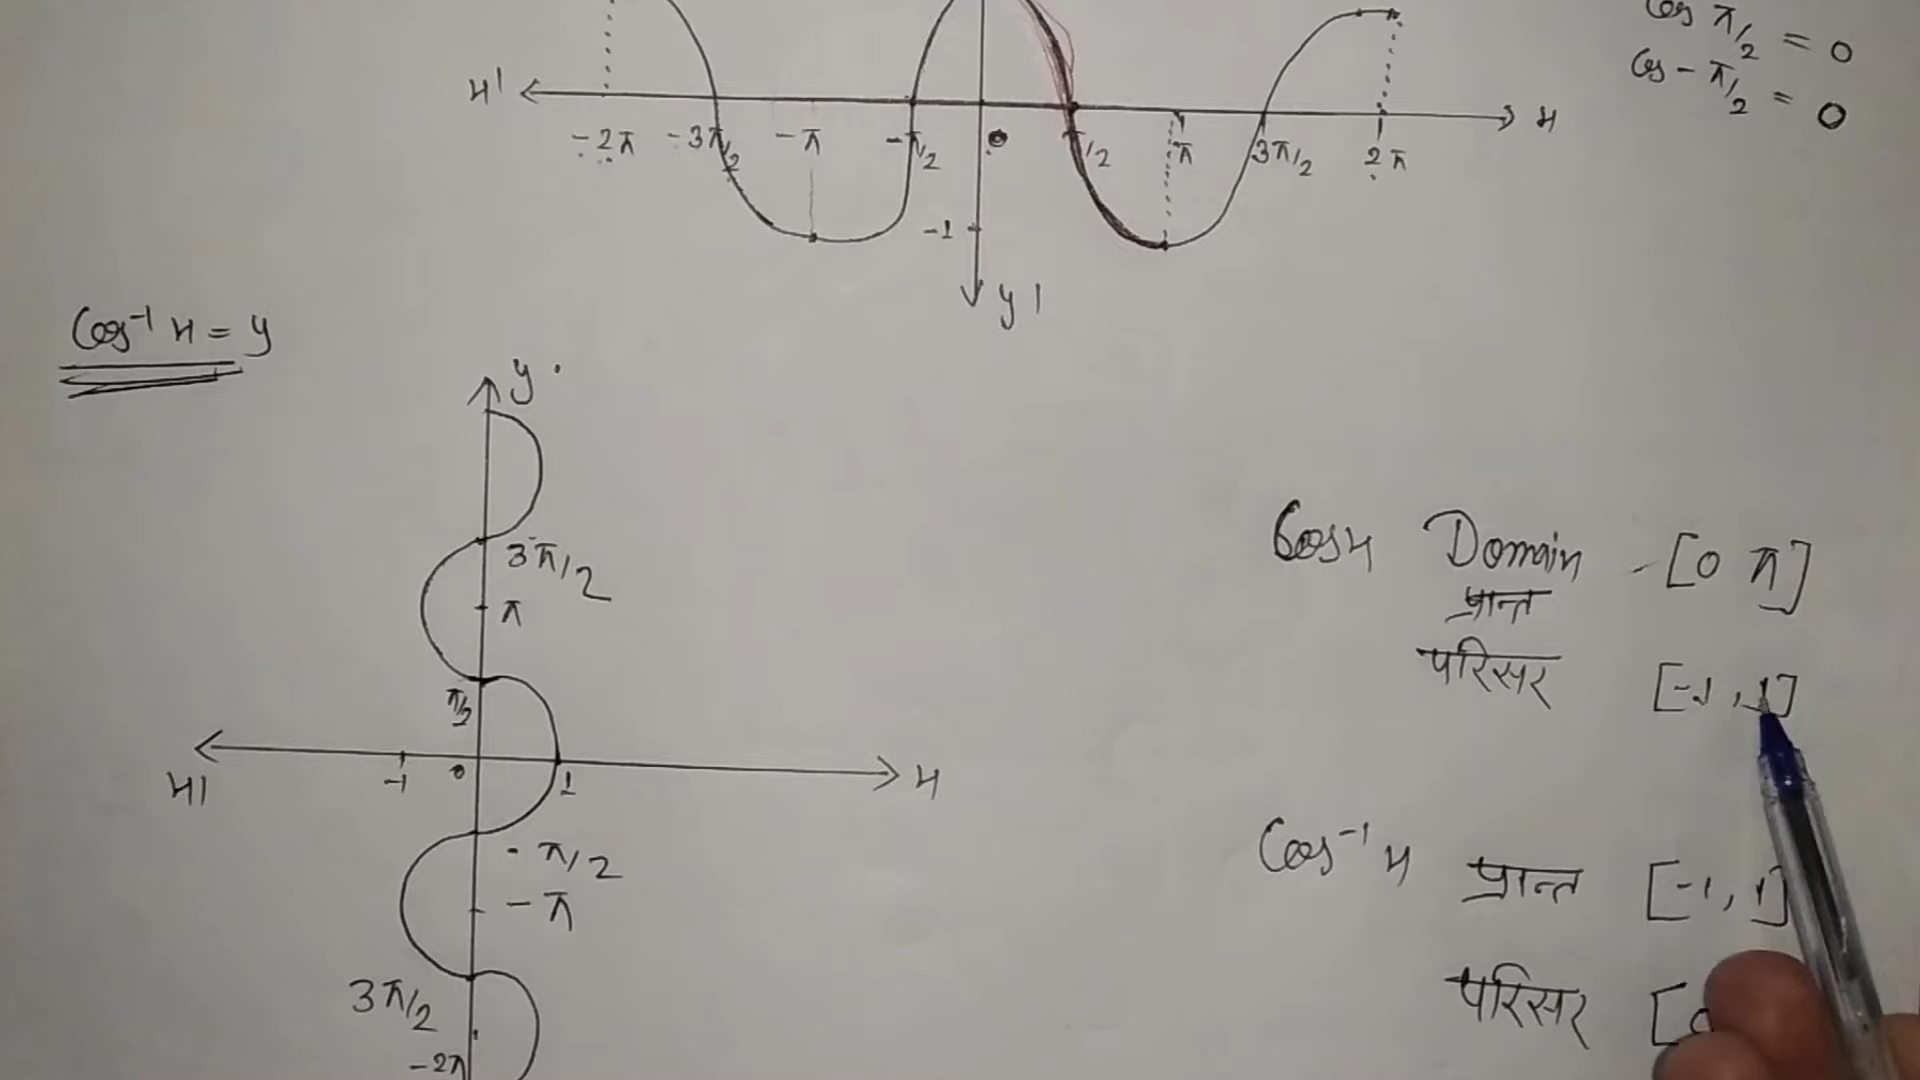 cos π/2 = 0
cos - π/2 = 0
x' -2π -3π/2 -π -π/2 0 π/2 π 3π/2 2π x
-1
y'
Cos⁻¹ x = y
y
3π/2
π
π/2
x' -1 0 1 x
-π/2
-π
3π/2
-2π
Cosx Domain - [0 π]
प्रान्त
परिसर [-1, 1]
Cos⁻¹ x प्रान्त [-1, 1]
परिसर [0